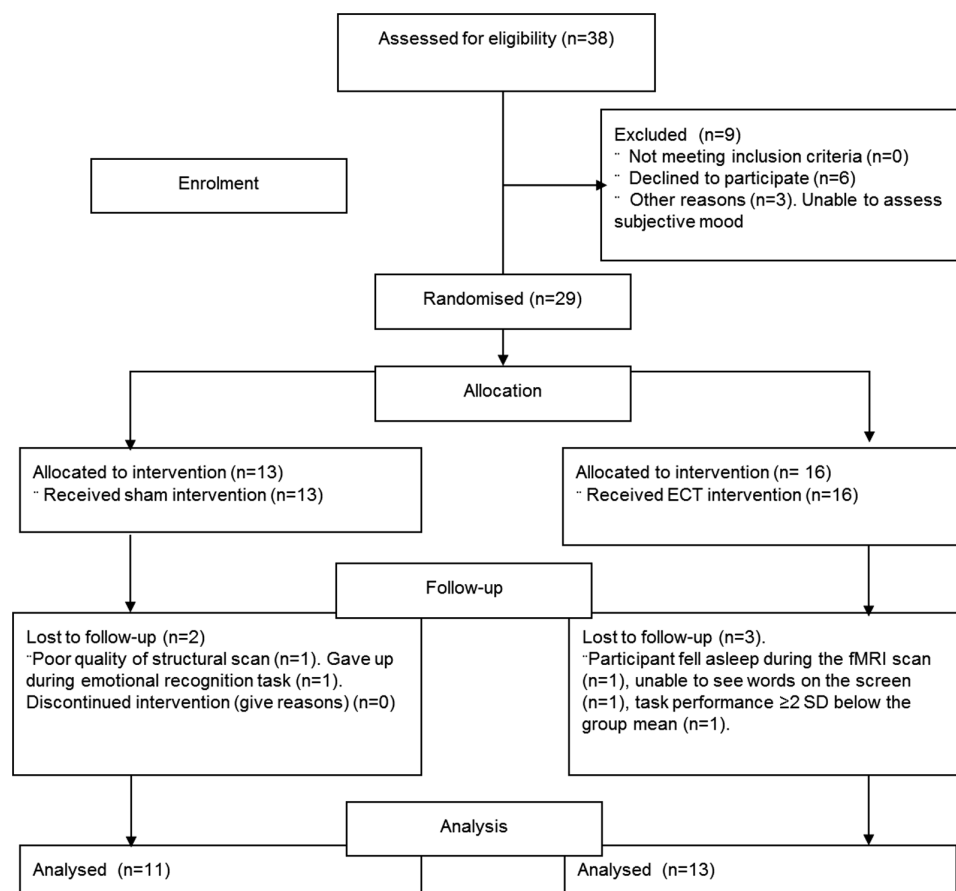 Assessed for eligibility (n=38)
Excluded (n=9)
¨ Not meeting inclusion criteria (n=0)
¨ Declined to participate (n=6)
¨ Other reasons (n=3). Unable to assess
subjective mood
Enrolment
Randomised (n=29)
Allocation
Allocated to intervention (n=13)
¨ Received sham intervention (n=13)
Allocated to intervention (n= 16)
¨ Received ECT intervention (n=16)
Follow-up
Lost to follow-up (n=2)
¨Poor quality of structural scan (n=1). Gave up
during emotional recognition task (n=1).
Discontinued intervention (give reasons) (n=0)
Lost to follow-up (n=3).
¨Participant fell asleep during the fMRI scan
(n=1), unable to see words on the screen
(n=1), task performance ≥2 SD below the
group mean (n=1).
Analysis
Analysed (n=11)
Analysed (n=13)